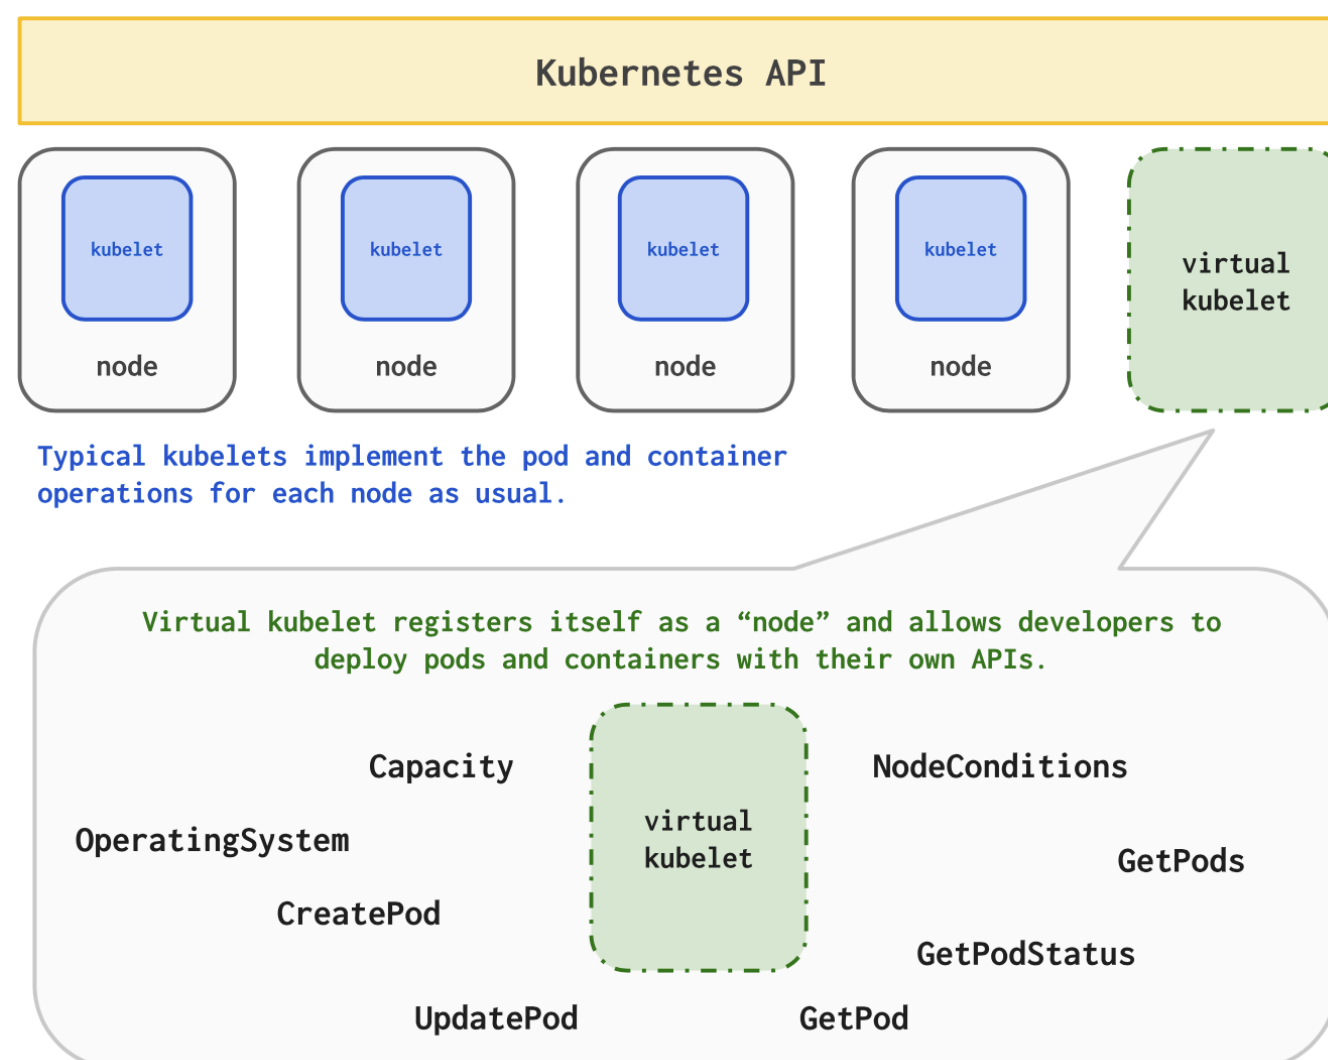 Kubernetes API
kubelet
kubelet
kubelet
kubelet
virtual
kubelet
node
node
node
node
Typical kubelets implement the pod and container
operations for each node as usual.
Virtual kubelet registers itself as a “node” and allows developers to
deploy pods and containers with their own APIs.
Capacity
NodeConditions
virtual
kubelet
OperatingSystem
GetPods
CreatePod
GetPodStatus
UpdatePod
GetPod